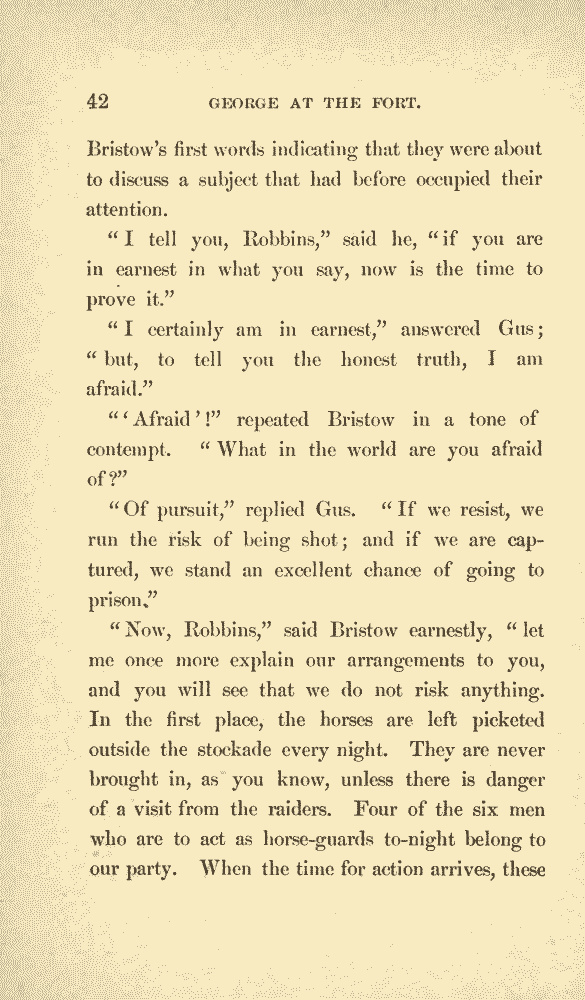 42 GEORGE AT THE FORT.
Bristow's first words indicating that they were about
to discuss a subject that had before occupied their
attention.
“ I tell you, Robbins,” said he, “ if you are
in earnest in what you say, now is the time to
prove it.”
“ I certainly am in earnest,” answered Gus;
“ but, to tell you the honest truth, I am
afraid.”
“ ‘ Afraid ’ !” repeated Bristow in a tone of
contempt. “ What in the world are you afraid
of ?”
“ Of pursuit,” replied Gus. “ If we resist, we
run the risk of being shot; and if we are cap-
tured, we stand an excellent chance of going to
prison.”
“ Now, Robbins,” said Bristow earnestly, “ let
me once more explain our arrangements to you,
and you will see that we do not risk anything.
In the first place, the horses are left picketed
outside the stockade every night. They are never
brought in, as you know, unless there is danger
of a visit from the raiders. Four of the six men
who are to act as horse-guards to-night belong to
our party. When the time for action arrives, these